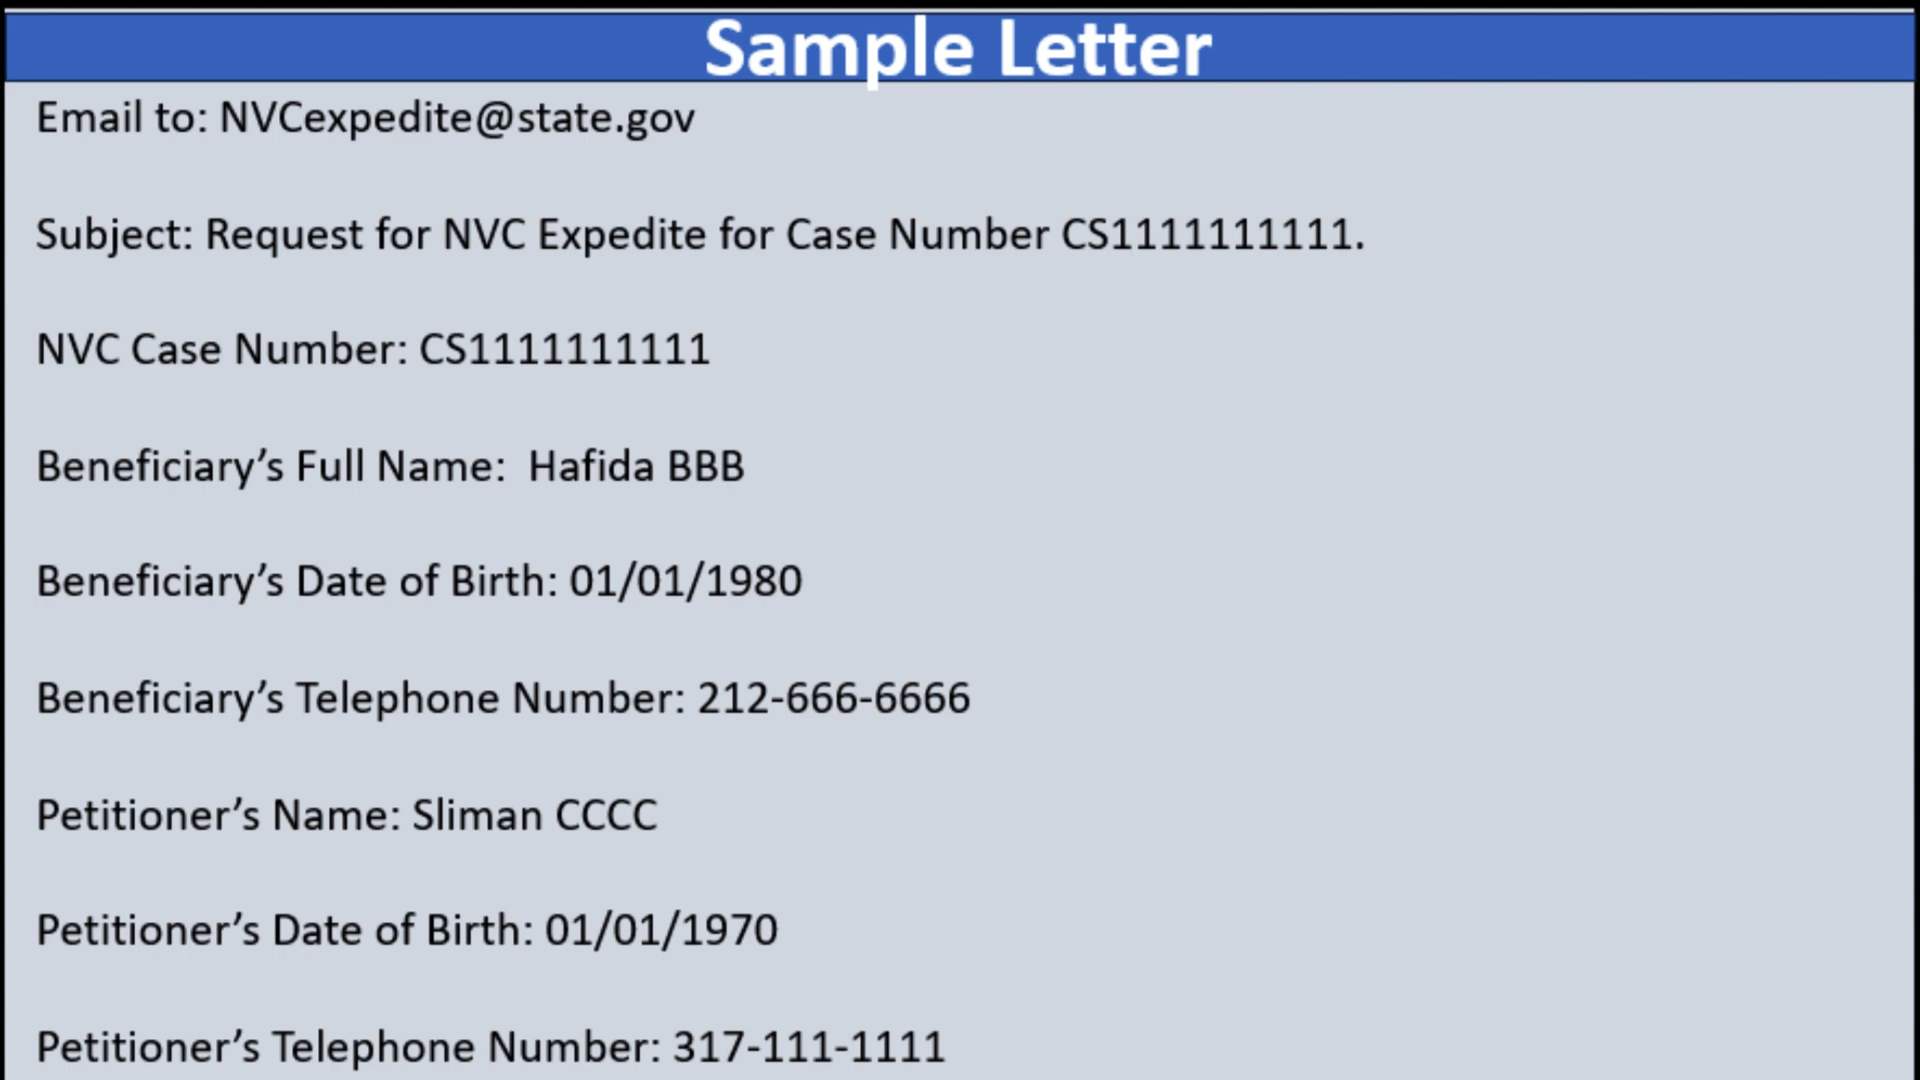 Sample Letter
Email to: NVCexpedite@state.gov
Subject: Request for NVC Expedite for Case Number CS1111111111.
NVC Case Number: CS1111111111
Beneficiary’s Full Name:  Hafida BBB
Beneficiary’s Date of Birth: 01/01/1980
Beneficiary’s Telephone Number: 212-666-6666
Petitioner’s Name: Sliman CCCC
Petitioner’s Date of Birth: 01/01/1970
Petitioner’s Telephone Number: 317-111-1111